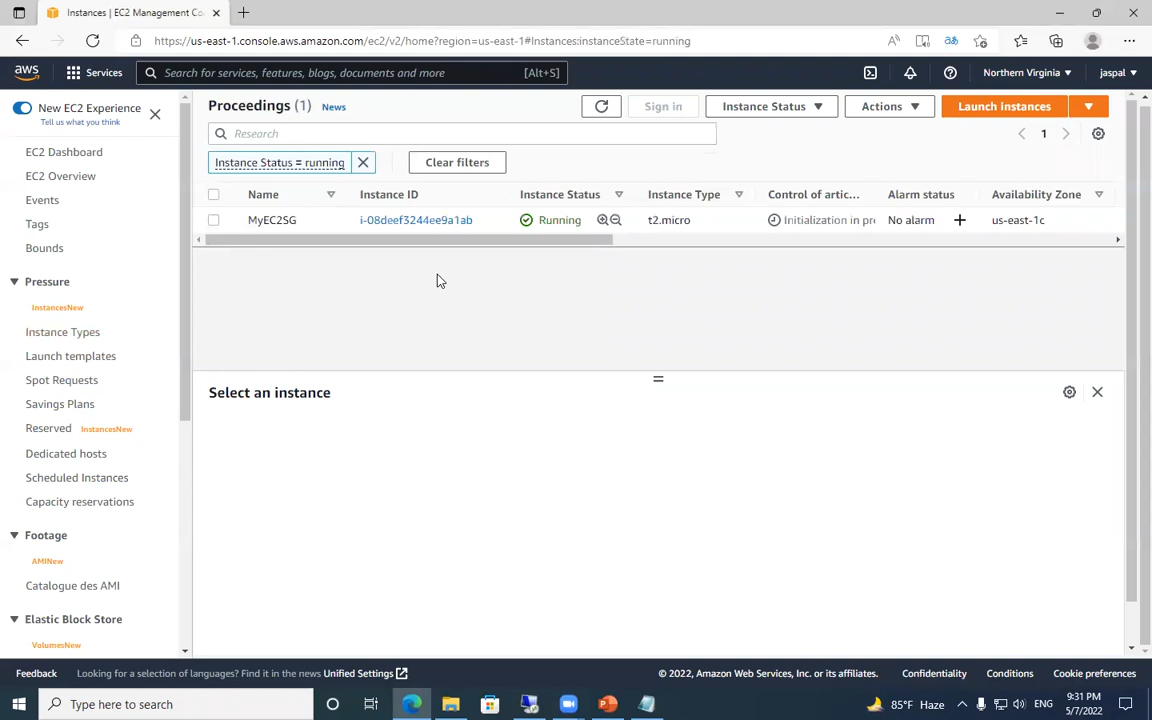 Instances | EC2 Management Co
https://us-east-1.console.aws.amazon.com/ec2/v2/home?region=us-east-1#Instances:instanceState=running
aws Services Search for services, features, blogs, documents and more [Alt+S] Northern Virginia jaspal
New EC2 Experience
Tell us what you think
EC2 Dashboard
EC2 Overview
Events
Tags
Bounds
Pressure
InstancesNew
Instance Types
Launch templates
Spot Requests
Savings Plans
Reserved InstancesNew
Dedicated hosts
Scheduled Instances
Capacity reservations
Footage
AMINew
Catalogue des AMI
Elastic Block Store
VolumesNew
Proceedings (1) News Sign in Instance Status Actions Launch instances
Research 1
Instance Status = running Clear filters
Name Instance ID Instance Status Instance Type Control of artic... Alarm status Availability Zone
MyEC2SG i-08deef3244ee9a1ab Running t2.micro Initialization in pre No alarm + us-east-1c
Select an instance
Feedback Looking for a selection of languages? Find it in the news Unified Settings © 2022, Amazon Web Services, Inc. or its affiliates. Confidentiality Conditions Cookie preferences
Type here to search 85°F Haze ENG 9:31 PM
5/7/2022